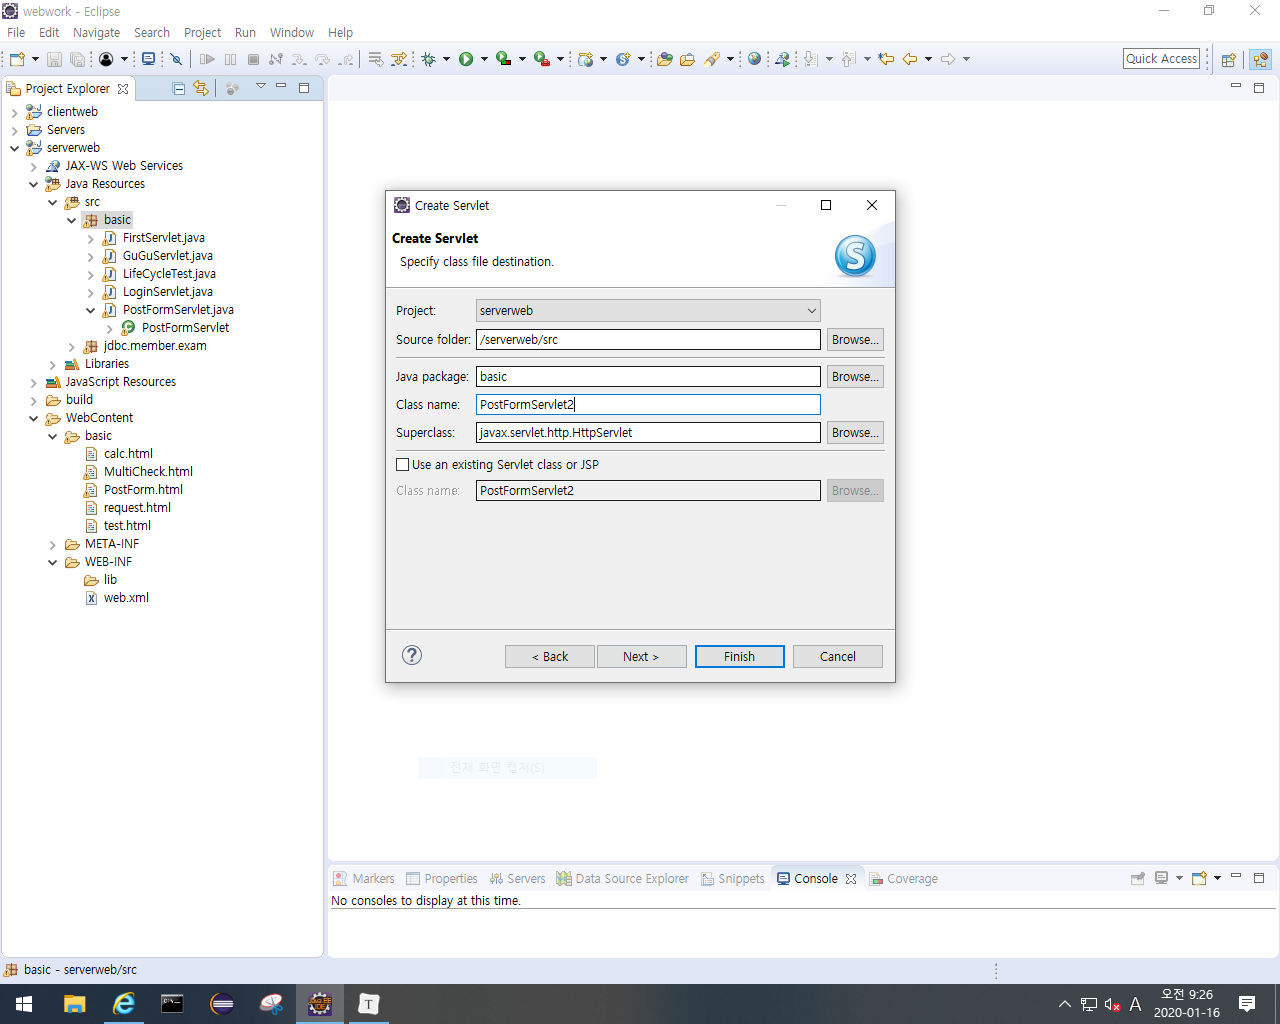 webwork - Eclipse
File Edit Navigate Search Project Run Window Help
Quick Access
Project Explorer
clientweb
Servers
serverweb
JAX-WS Web Services
Java Resources
src
basic
FirstServlet.java
GuGuServlet.java
LifeCycleTest.java
LoginServlet.java
PostFormServlet.java
PostFormServlet
jdbc.member.exam
Libraries
JavaScript Resources
build
WebContent
basic
calc.html
MultiCheck.html
PostForm.html
request.html
test.html
META-INF
WEB-INF
lib
web.xml
Create Servlet
Create Servlet
Specify class file destination.
Project: serverweb
Source folder: /serverweb/src Browse...
Java package: basic Browse...
Class name: PostFormServlet2
Superclass: javax.servlet.http.HttpServlet Browse...
Use an existing Servlet class or JSP
Class name: PostFormServlet2 Browse...
< Back Next > Finish Cancel
전체 화면 캡처(S)
Markers Properties Servers Data Source Explorer Snippets Console Coverage
No consoles to display at this time.
basic - serverweb/src
A
오전 9:26
2020-01-16